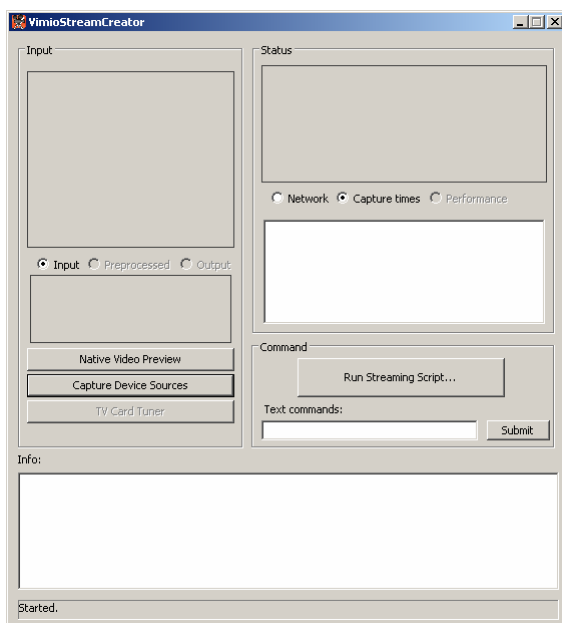 VimioStreamCreator
Input
Input Preprocessed Output
Native Video Preview
Capture Device Sources
TV Card Tuner
Status
Network Capture times Performance
Command
Run Streaming Script...
Text commands:
Submit
Info:
Started.